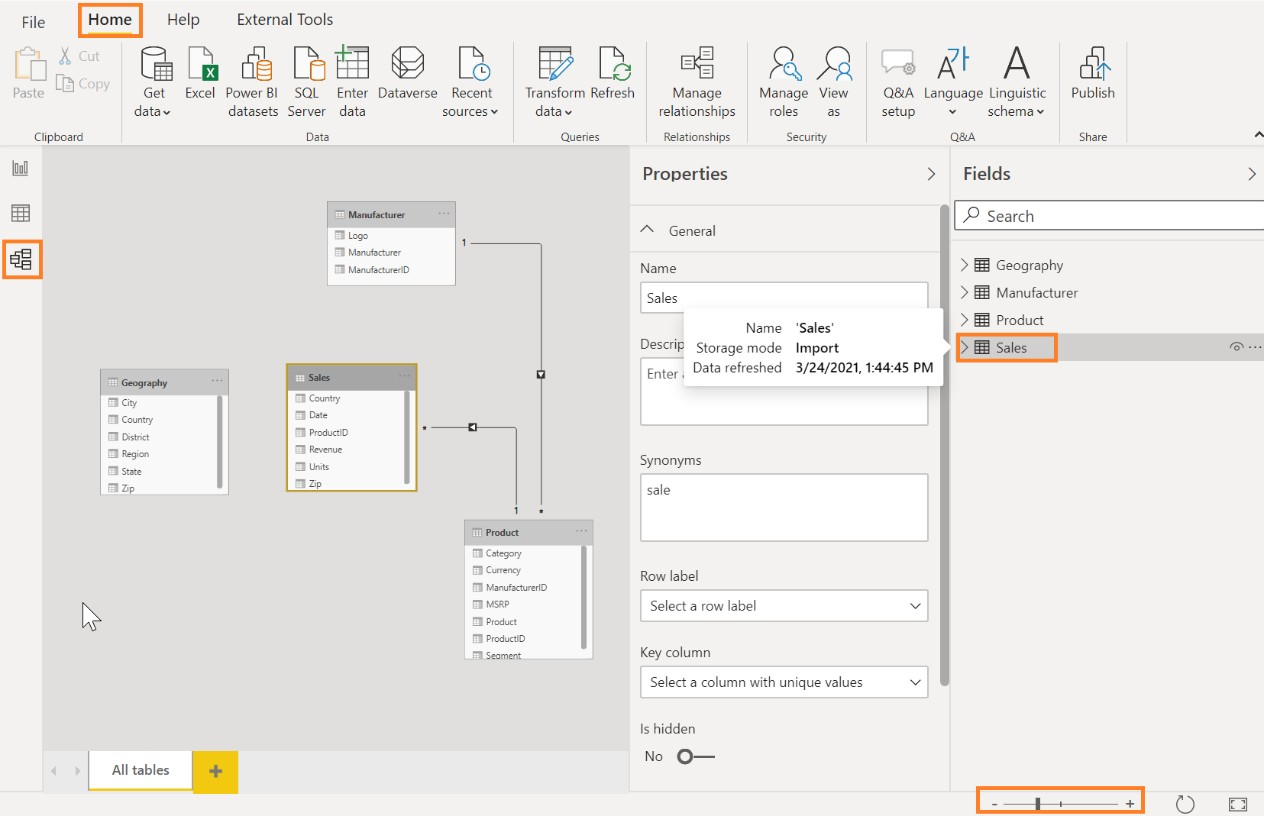 File Home Help External Tools
Paste Cut Copy
Clipboard
Get data
Excel
Power BI datasets
SQL Server
Enter data
Dataverse
Recent sources
Data
Transform data
Refresh
Queries
Manage relationships
Relationships
Manage roles
View as
Security
Q&A setup
Language
Linguistic schema
Q&A
Publish
Share
Manufacturer
Logo
Manufacturer
ManufacturerID
1
Geography
City
Country
District
Region
State
Zip
Sales
Country
Date
ProductID
Revenue
Units
Zip
*
1 *
Product
Category
Currency
ManufacturerID
MSRP
Product
ProductID
Segment
All tables +
Properties
General
Name
Sales
Descrip
Enter
Name 'Sales'
Storage mode Import
Data refreshed 3/24/2021, 1:44:45 PM
Synonyms
sale
Row label
Select a row label
Key column
Select a column with unique values
Is hidden
No
Fields
Search
Geography
Manufacturer
Product
Sales
- +